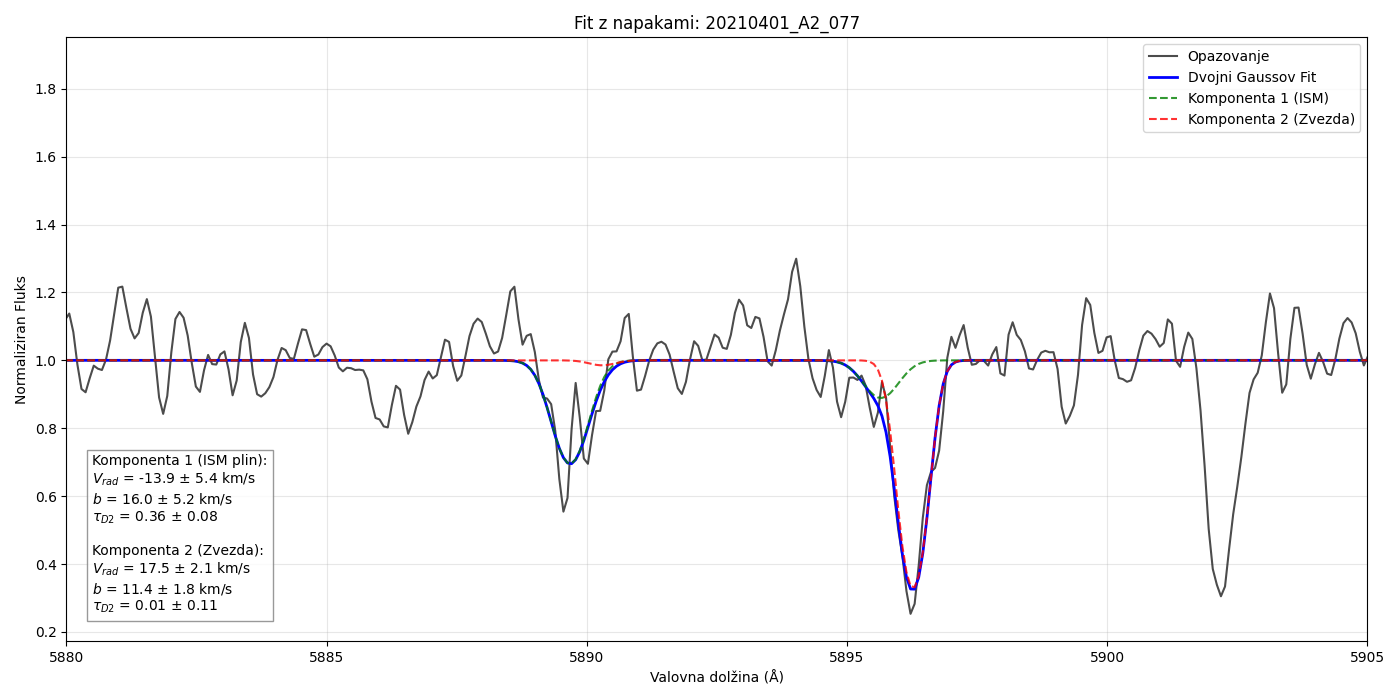 Fit z napakami: 20210401_A2_077
Normaliziran Fluks
1.8
1.6
1.4
1.2
1.0
0.8
0.6
0.4
0.2
Opazovanje
Dvojni Gaussov Fit
Komponenta 1 (ISM)
Komponenta 2 (Zvezda)
Komponenta 1 (ISM plin):
V_rad = -13.9 ± 5.4 km/s
b = 16.0 ± 5.2 km/s
τ_D2 = 0.36 ± 0.08
Komponenta 2 (Zvezda):
V_rad = 17.5 ± 2.1 km/s
b = 11.4 ± 1.8 km/s
τ_D2 = 0.01 ± 0.11
5880 5885 5890 5895 5900 5905
Valovna dolžina (Å)